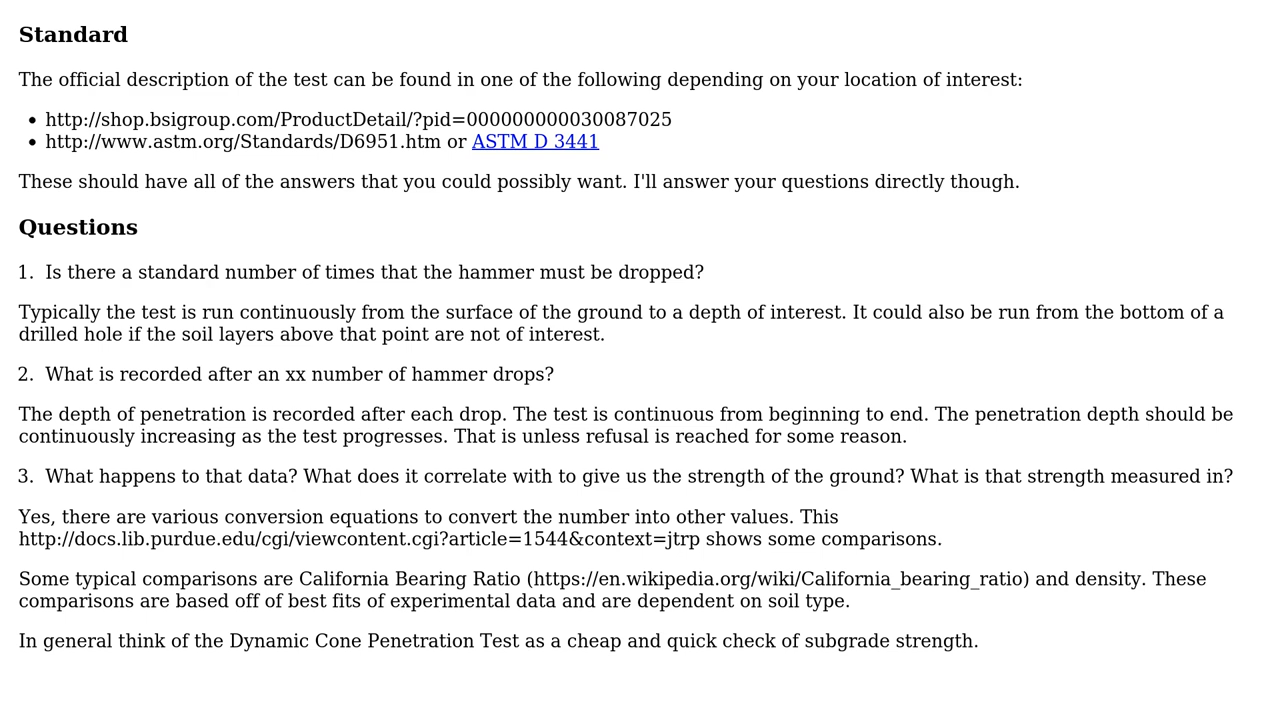 Standard
The official description of the test can be found in one of the following depending on your location of interest:
• http://shop.bsigroup.com/ProductDetail/?pid=000000000030087025
• http://www.astm.org/Standards/D6951.htm or ASTM D 3441
These should have all of the answers that you could possibly want. I'll answer your questions directly though.
Questions
1. Is there a standard number of times that the hammer must be dropped?
Typically the test is run continuously from the surface of the ground to a depth of interest. It could also be run from the bottom of a
drilled hole if the soil layers above that point are not of interest.
2. What is recorded after an xx number of hammer drops?
The depth of penetration is recorded after each drop. The test is continuous from beginning to end. The penetration depth should be
continuously increasing as the test progresses. That is unless refusal is reached for some reason.
3. What happens to that data? What does it correlate with to give us the strength of the ground? What is that strength measured in?
Yes, there are various conversion equations to convert the number into other values. This
http://docs.lib.purdue.edu/cgi/viewcontent.cgi?article=1544&context=jtrp shows some comparisons.
Some typical comparisons are California Bearing Ratio (https://en.wikipedia.org/wiki/California_bearing_ratio) and density. These
comparisons are based off of best fits of experimental data and are dependent on soil type.
In general think of the Dynamic Cone Penetration Test as a cheap and quick check of subgrade strength.